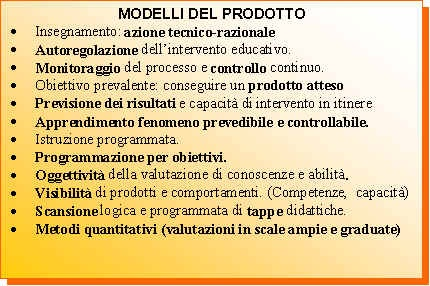 MODELLI DEL PRODOTTO
• Insegnamento: azione tecnico-razionale
• Autoregolazione dell'intervento educativo.
• Monitoraggio del processo e controllo continuo.
• Obiettivo prevalente: conseguire un prodotto atteso
• Previsione dei risultati e capacità di intervento in itinere
• Apprendimento fenomeno prevedibile e controllabile.
• Istruzione programmata.
• Programmazione per obiettivi.
• Oggettività della valutazione di conoscenze e abilità.
• Visibilità di prodotti e comportamenti. (Competenze, capacità)
• Scansione logica e programmata di tappe didattiche.
• Metodi quantitativi (valutazioni in scale ampie e graduate)